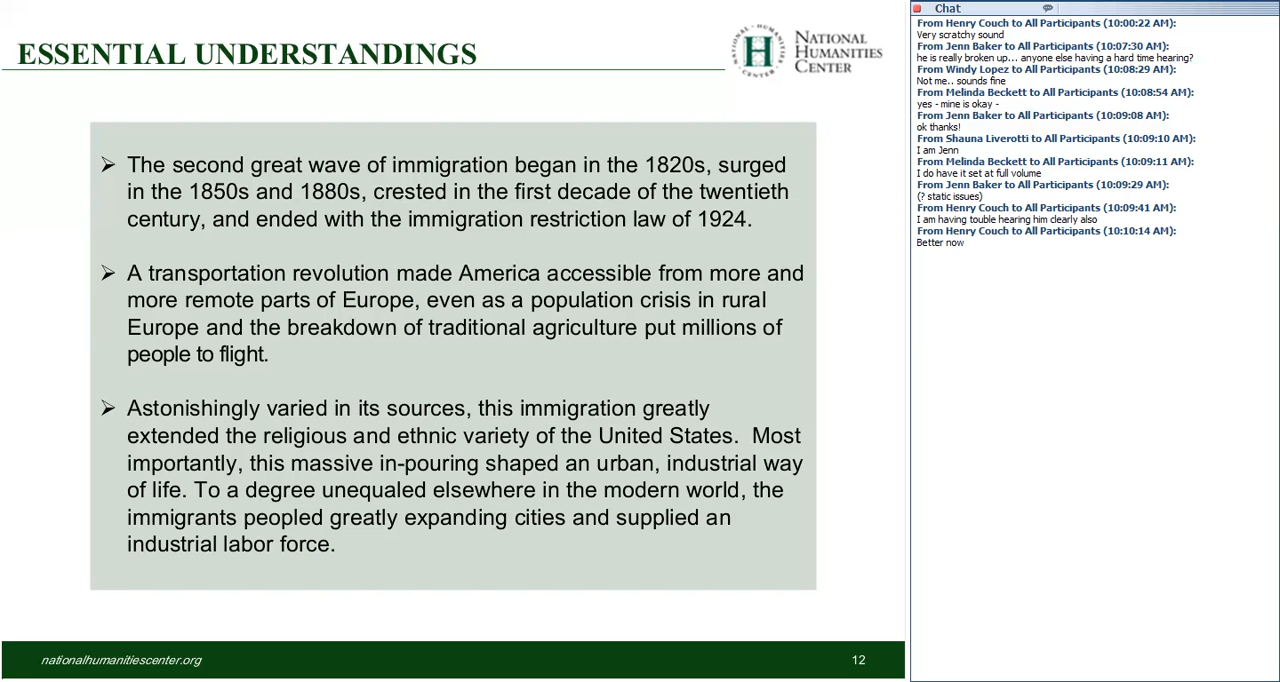 ESSENTIAL UNDERSTANDINGS
NATIONAL HUMANITIES CENTER
H
NATIONAL
HUMANITIES
CENTER
➢ The second great wave of immigration began in the 1820s, surged
in the 1850s and 1880s, crested in the first decade of the twentieth
century, and ended with the immigration restriction law of 1924.
➢ A transportation revolution made America accessible from more and
more remote parts of Europe, even as a population crisis in rural
Europe and the breakdown of traditional agriculture put millions of
people to flight.
➢ Astonishingly varied in its sources, this immigration greatly
extended the religious and ethnic variety of the United States.  Most
importantly, this massive in-pouring shaped an urban, industrial way
of life. To a degree unequaled elsewhere in the modern world, the
immigrants peopled greatly expanding cities and supplied an
industrial labor force.
nationalhumanitiescenter.org
12
Chat
From Henry Couch to All Participants (10:00:22 AM):
Very scratchy sound
From Jenn Baker to All Participants (10:07:30 AM):
he is really broken up... anyone else having a hard time hearing?
From Windy Lopez to All Participants (10:08:29 AM):
Not me.. sounds fine
From Melinda Beckett to All Participants (10:08:54 AM):
yes - mine is okay -
From Jenn Baker to All Participants (10:09:08 AM):
ok thanks!
From Shauna Liverotti to All Participants (10:09:10 AM):
I am Jenn
From Melinda Beckett to All Participants (10:09:11 AM):
I do have it set at full volume
From Jenn Baker to All Participants (10:09:29 AM):
(? static issues)
From Henry Couch to All Participants (10:09:41 AM):
I am having touble hearing him clearly also
From Henry Couch to All Participants (10:10:14 AM):
Better now